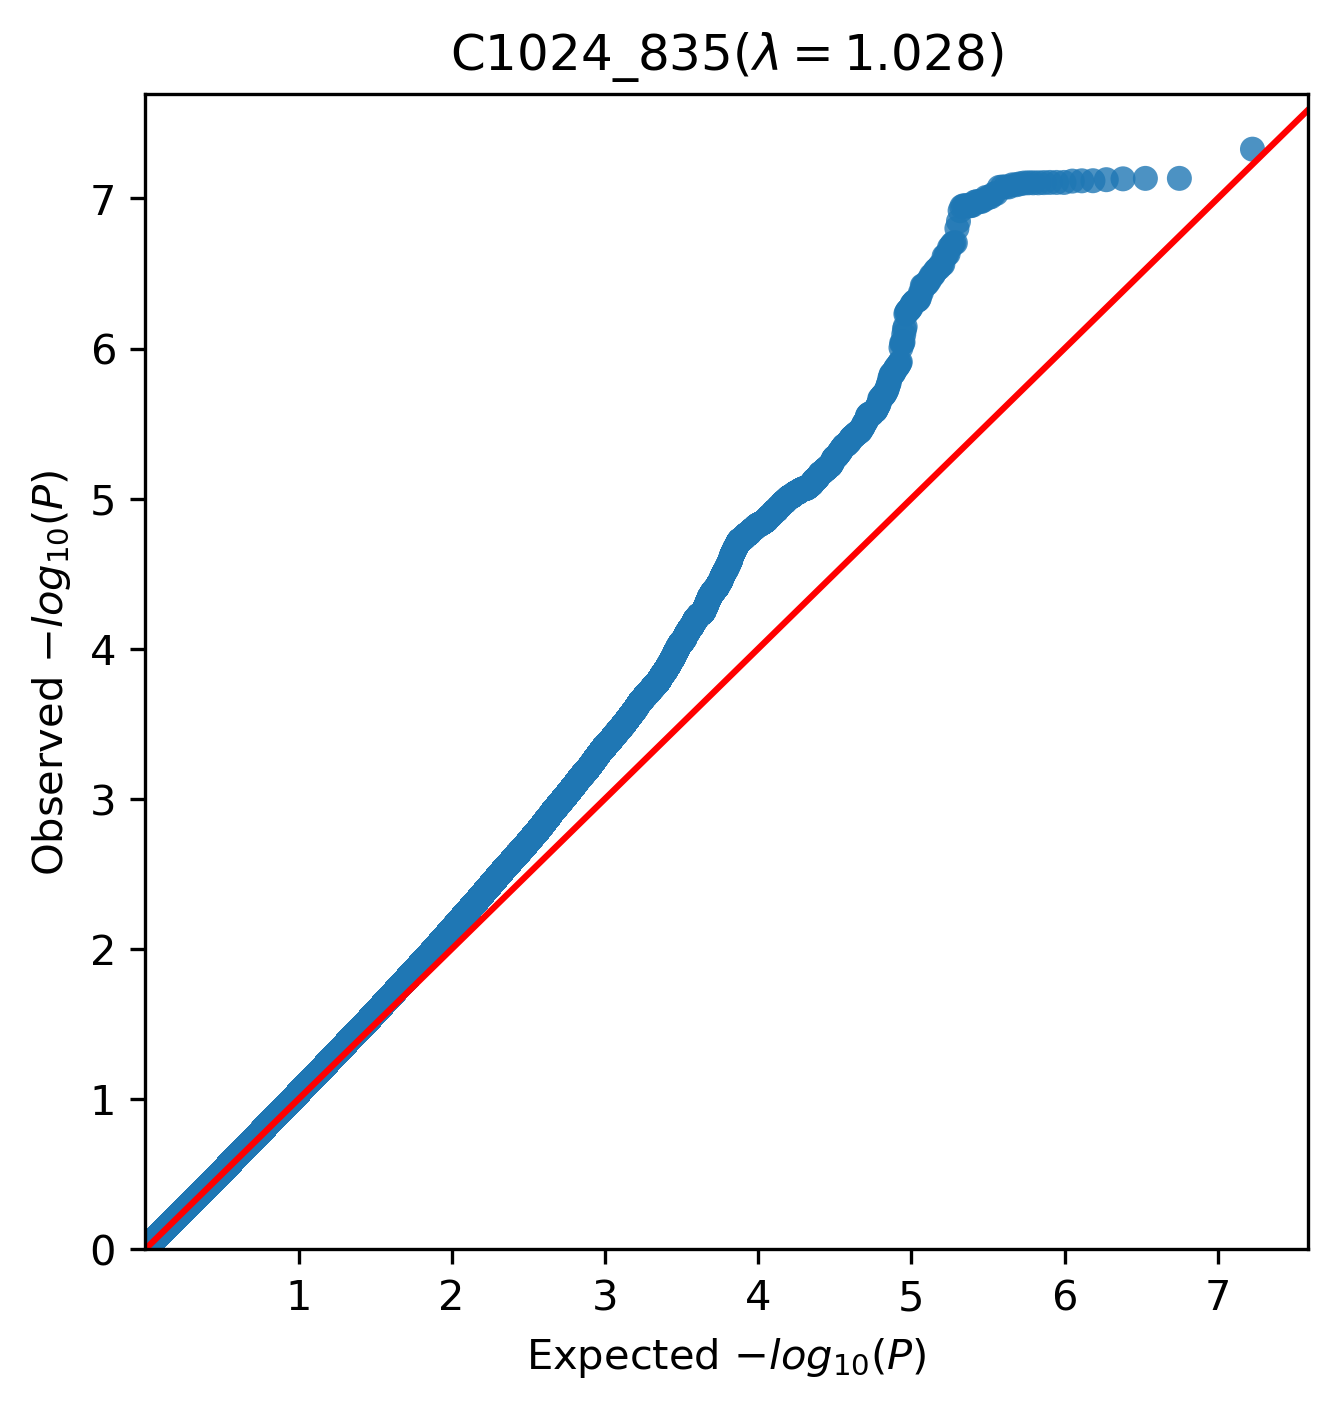 C1024_835(λ = 1.028)
Observed −log₁₀(P)
7
6
5
4
3
2
1
0
1 2 3 4 5 6 7
Expected −log₁₀(P)